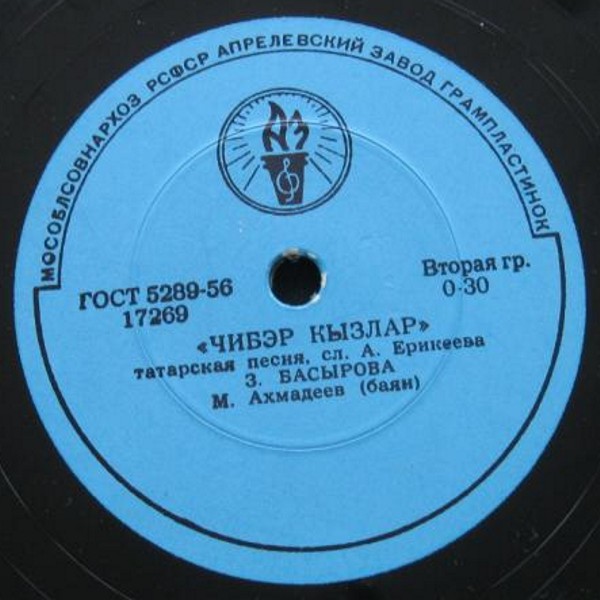 МОСОБЛСОВНАРХОЗ РСФСР АПРЕЛЕВСКИЙ ЗАВОД ГРАМПЛАСТИНОК
ГОСТ 5289-56
17269
Вторая гр.
0-30
«ЧИБЭР КЫЗЛАР»
татарская песня, сл. А. Ерикеева
З. БАСЫРОВА
М. Ахмадеев (баян)